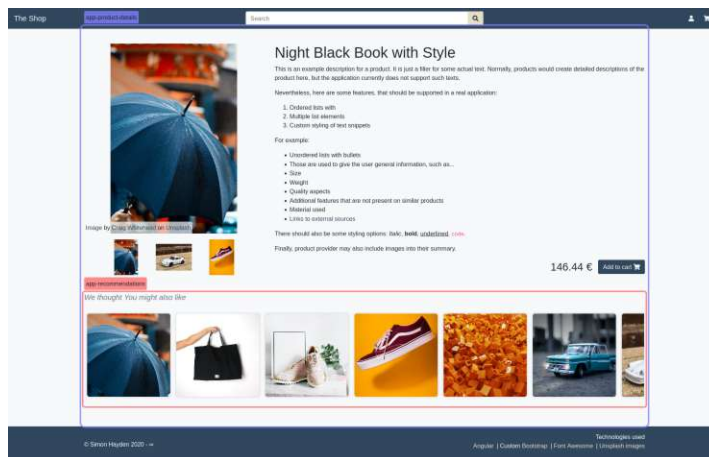 The Shop
app-product-details
Search
Night Black Book with Style
This is an example description for a product. It is just a filler for some actual text. Normally, products would create detailed descriptions of the
product here, but the application currently does not support such texts.
Nevertheless, here are some features, that should be supported in a real application:
1. Ordered lists with
2. Multiple list elements
3. Custom styling of text snippets
For example:
• Unordered lists with bullets
• Those are used to give the user general information, such as...
• Size
• Weight
• Quality aspects
• Additional features that are not present on similar products
• Material used
• Links to external sources
There should also be some styling options: Italic, bold, underlined, code.
Finally, product provider may also include images into their summary.
Image by Craig Whitehead on Unsplash
146.44 € Add to cart
app-recommendations
We thought You might also like
© Simon Hayden 2020 - ∞
Technologies used
Angular | Custom Bootstrap | Font Awesome | Unsplash Images